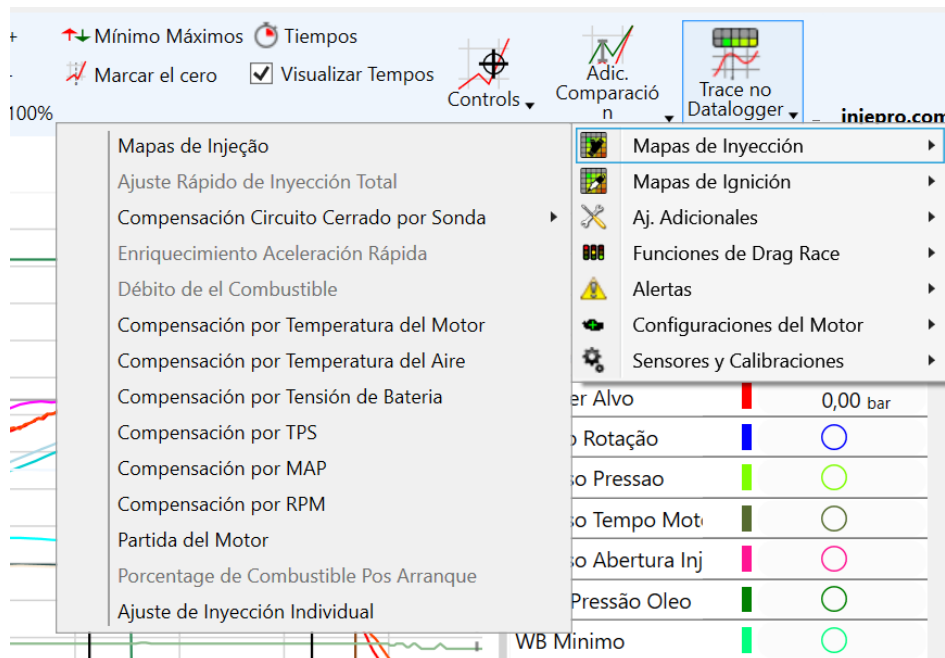 + Mínimo Máximos Tiempos
Marcar el cero Visualizar Tempos
100%
Controls
Adic.
Comparació
n
Trace no
Datalogger
injepro.com
Mapas de Injeção
Ajuste Rápido de Inyección Total
Compensación Circuito Cerrado por Sonda
Enriquecimiento Aceleración Rápida
Débito de el Combustible
Compensación por Temperatura del Motor
Compensación por Temperatura del Aire
Compensación por Tensión de Bateria
Compensación por TPS
Compensación por MAP
Compensación por RPM
Partida del Motor
Porcentage de Combustible Pos Arranque
Ajuste de Inyección Individual
Mapas de Inyección
Mapas de Ignición
Aj. Adicionales
Funciones de Drag Race
Alertas
Configuraciones del Motor
Sensores y Calibraciones
er Alvo 0,00 bar
o Rotação
so Pressao
so Tempo Mot
so Abertura Inj
Pressão Oleo
WB Minimo